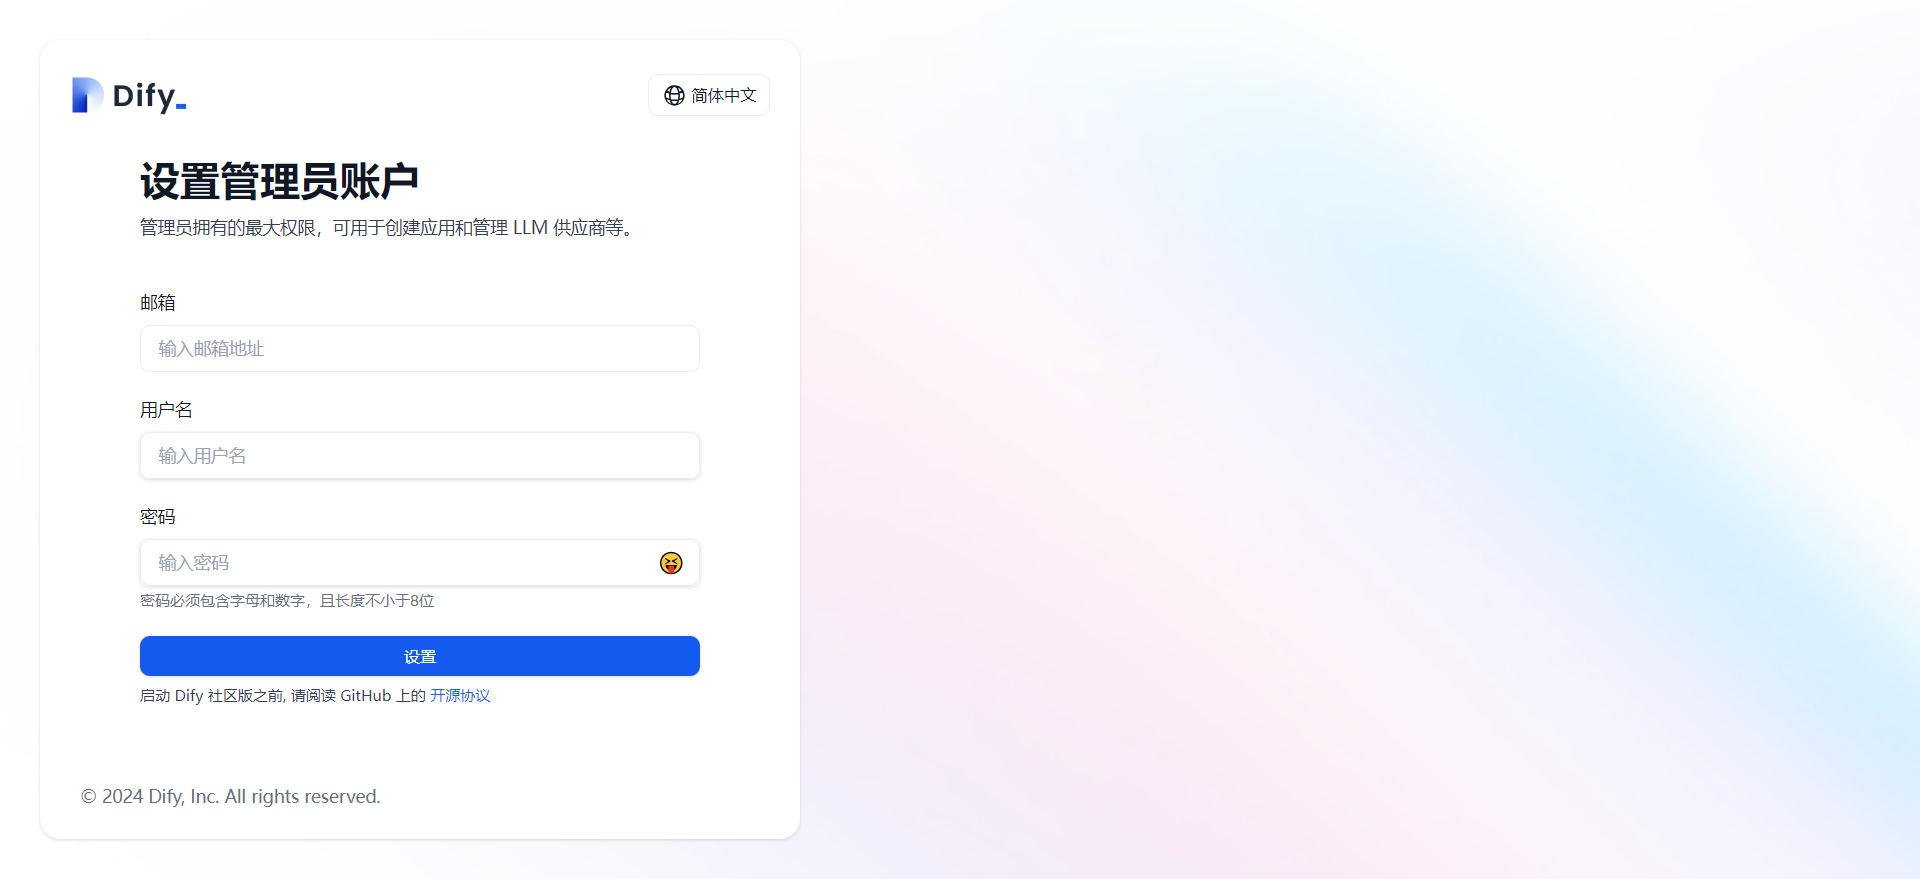 Dify_
简体中文
设置管理员账户
管理员拥有的最大权限，可用于创建应用和管理 LLM 供应商等。
邮箱
输入邮箱地址
用户名
输入用户名
密码
输入密码
密码必须包含字母和数字，且长度不小于8位
设置
启动 Dify 社区版之前, 请阅读 GitHub 上的 开源协议
© 2024 Dify, Inc. All rights reserved.